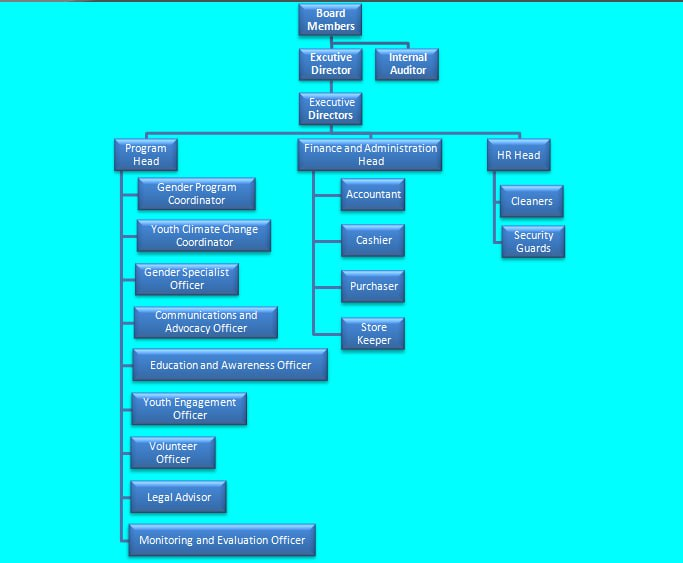 Board
Members
Excutive
Director
Internal
Auditor
Executive
Directors
Program
Head
Finance and Administration
Head
HR Head
Gender Program
Coordinator
Youth Climate Change
Coordinator
Gender Specialist
Officer
Communications and
Advocacy Officer
Education and Awareness Officer
Youth Engagement
Officer
Volunteer
Officer
Legal Advisor
Monitoring and Evaluation Officer
Accountant
Cashier
Purchaser
Store
Keeper
Cleaners
Security
Guards